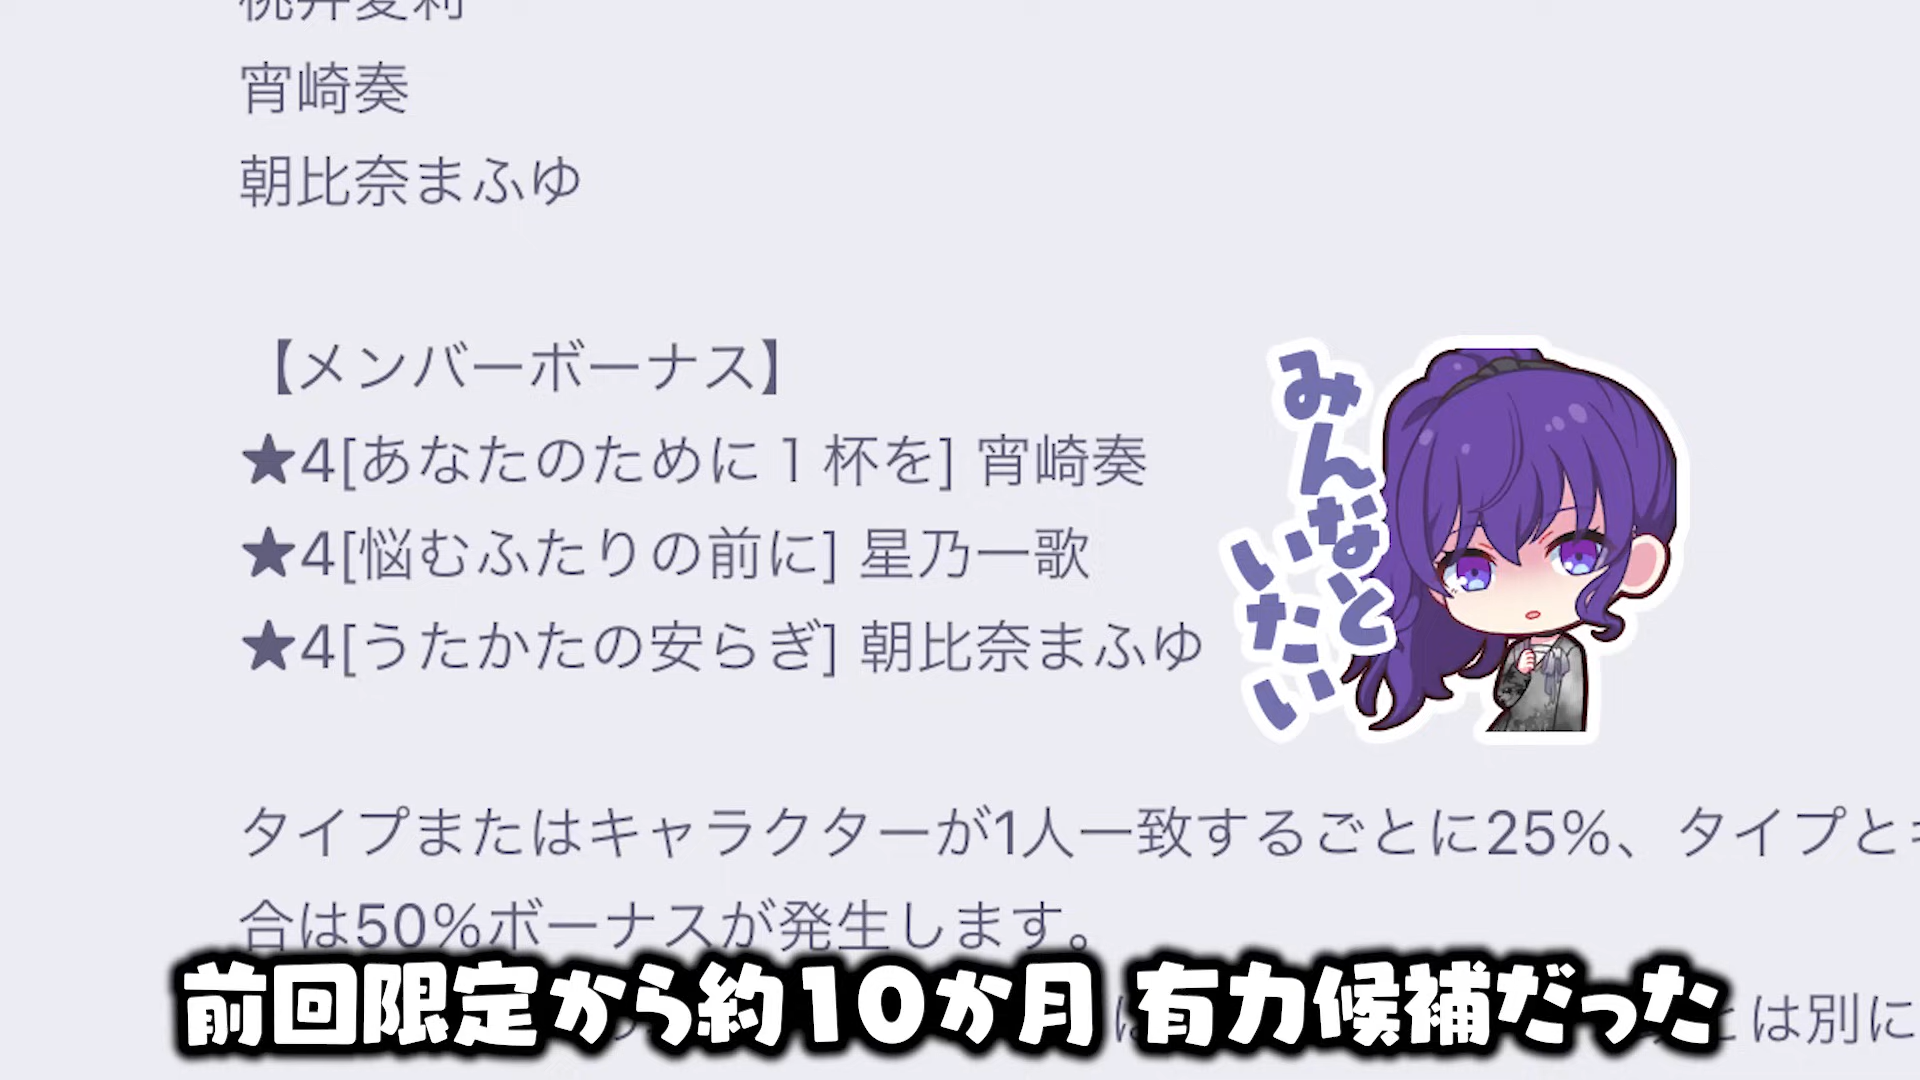 桃井愛莉
宵崎奏
朝比奈まふゆ
【メンバーボーナス】
★4[あなたのために１杯を] 宵崎奏
★4[悩むふたりの前に] 星乃一歌
★4[うたかたの安らぎ] 朝比奈まふゆ
みんなと
いたい
タイプまたはキャラクターが1人一致するごとに25%、タイプとキ
合は50%ボーナスが発生します。
前回限定から約10か月 有力候補だった
とは別に